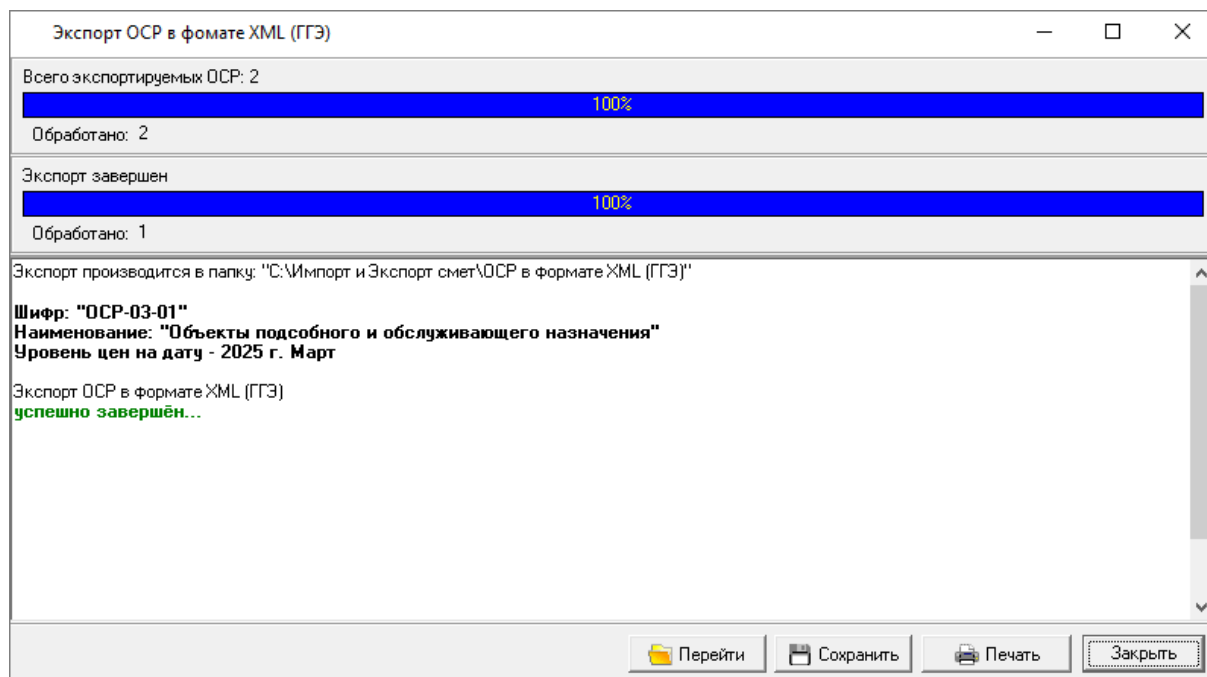 Экспорт ОСР в фомате XML (ГГЭ)
Всего экспортируемых ОСР: 2
100%
Обработано: 2
Экспорт завершен
100%
Обработано: 1
Экспорт производится в папку: "C:\Импорт и Экспорт смет\ОСР в формате XML (ГГЭ)"
Шифр: "ОСР-03-01"
Наименование: "Объекты подсобного и обслуживающего назначения"
Уровень цен на дату - 2025 г. Март
Экспорт ОСР в формате XML (ГГЭ)
успешно завершён...
Перейти Сохранить Печать Закрыть